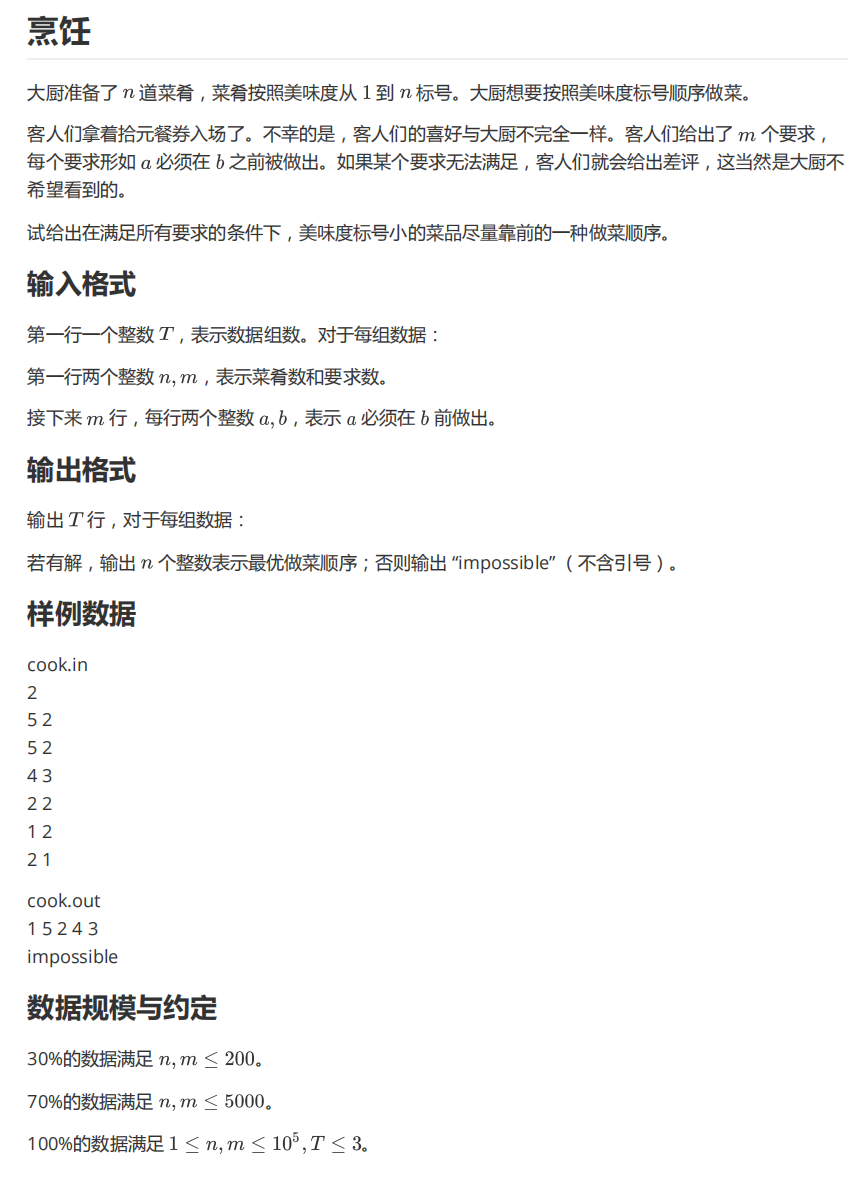 烹饪
大厨准备了 n 道菜肴，菜肴按照美味度从 1 到 n 标号。大厨想要按照美味度标号顺序做菜。
客人们拿着拾元餐券入场了。不幸的是，客人们的喜好与大厨不完全一样。客人们给出了 m 个要求，
每个要求形如 a 必须在 b 之前被做出。如果某个要求无法满足，客人们就会给出差评，这当然是大厨不
希望看到的。
试给出在满足所有要求的条件下，美味度标号小的菜品尽量靠前的一种做菜顺序。
输入格式
第一行一个整数 T，表示数据组数。对于每组数据：
第一行两个整数 n, m，表示菜肴数和要求数。
接下来 m 行，每行两个整数 a, b，表示 a 必须在 b 前做出。
输出格式
输出 T 行，对于每组数据：
若有解，输出 n 个整数表示最优做菜顺序；否则输出 “impossible”（不含引号）。
样例数据
cook.in
2
5 2
5 2
4 3
2 2
1 2
2 1
cook.out
1 5 2 4 3
impossible
数据规模与约定
30%的数据满足 n, m ≤ 200。
70%的数据满足 n, m ≤ 5000。
100%的数据满足 1 ≤ n, m ≤ 10⁵, T ≤ 3。